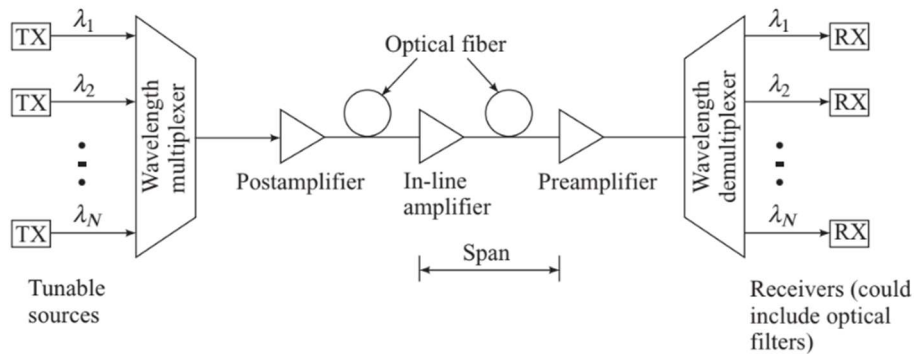 TX
λ1
TX
λ2
TX
λN
Tunable
sources
Wavelength
multiplexer
Optical fiber
Postamplifier
In-line
amplifier
Preamplifier
Span
Wavelength
demultiplexer
λ1
RX
λ2
RX
λN
RX
Receivers (could
include optical
filters)